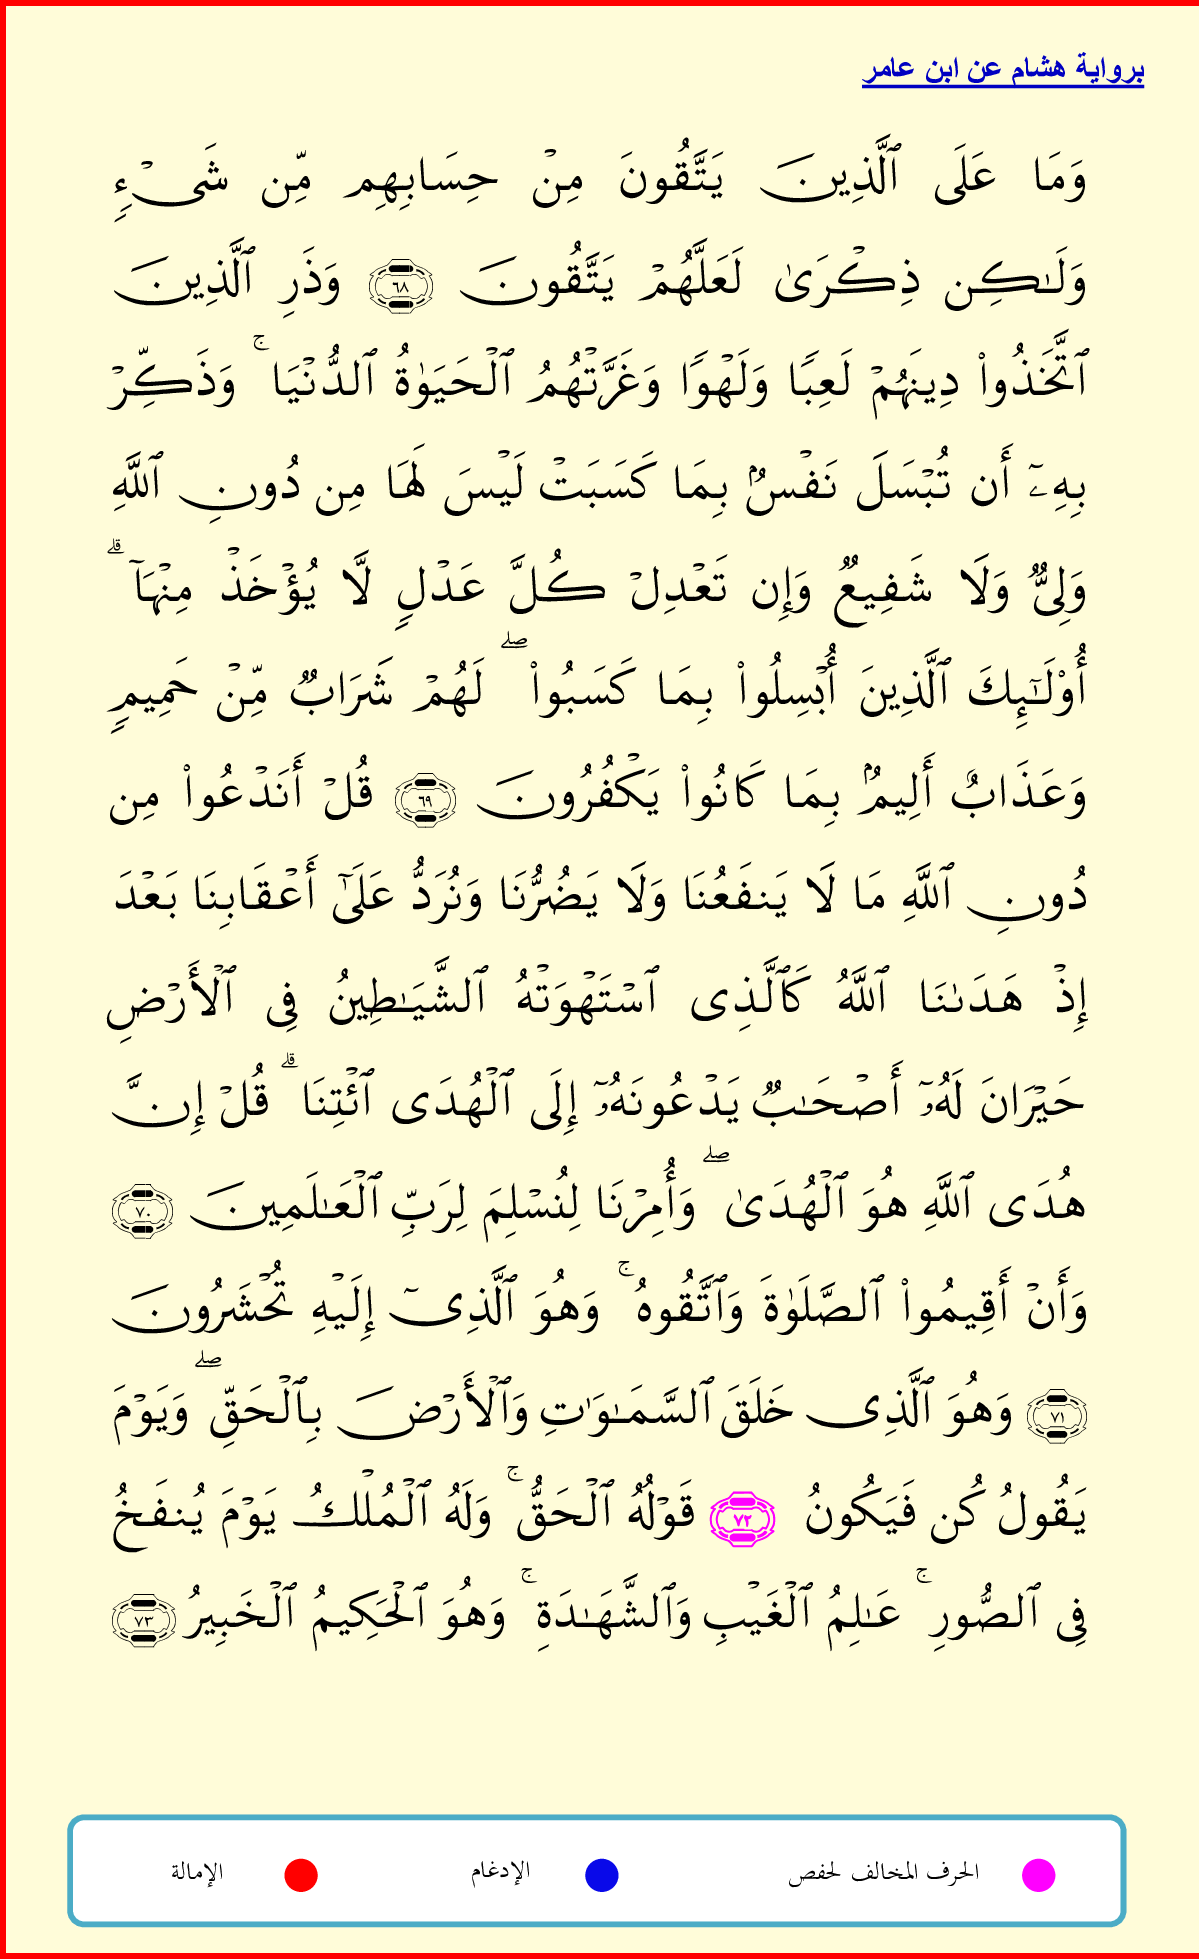 برواية هشام عن ابن عامر
وَمَا عَلَى ٱلَّذِينَ يَتَّقُونَ مِنْ حِسَابِهِم مِّن شَىْءٍ
وَلَـٰكِن ذِكْرَىٰ لَعَلَّهُمْ يَتَّقُونَ ٦٨ وَذَرِ ٱلَّذِينَ
ٱتَّخَذُوا۟ دِينَهُمْ لَعِبًا وَلَهْوًا وَغَرَّتْهُمُ ٱلْحَيَوٰةُ ٱلدُّنْيَا ۚ وَذَكِّرْ
بِهِۦٓ أَن تُبْسَلَ نَفْسٌۢ بِمَا كَسَبَتْ لَيْسَ لَهَا مِن دُونِ ٱللَّهِ
وَلِىٌّ وَلَا شَفِيعٌ وَإِن تَعْدِلْ كُلَّ عَدْلٍ لَّا يُؤْخَذْ مِنْهَآ ۗ
أُو۟لَـٰٓئِكَ ٱلَّذِينَ أُبْسِلُوا۟ بِمَا كَسَبُوا۟ ۖ لَهُمْ شَرَابٌ مِّنْ حَمِيمٍ
وَعَذَابٌ أَلِيمٌۢ بِمَا كَانُوا۟ يَكْفُرُونَ ٦٩ قُلْ أَنَدْعُوا۟ مِن
دُونِ ٱللَّهِ مَا لَا يَنفَعُنَا وَلَا يَضُرُّنَا وَنُرَدُّ عَلَىٰٓ أَعْقَابِنَا بَعْدَ
إِذْ هَدَىٰنَا ٱللَّهُ كَٱلَّذِى ٱسْتَهْوَتْهُ ٱلشَّيَـٰطِينُ فِى ٱلْأَرْضِ
حَيْرَانَ لَهُۥٓ أَصْحَـٰبٌ يَدْعُونَهُۥٓ إِلَى ٱلْهُدَى ٱئْتِنَا ۗ قُلْ إِنَّ
هُدَى ٱللَّهِ هُوَ ٱلْهُدَىٰ ۖ وَأُمِرْنَا لِنُسْلِمَ لِرَبِّ ٱلْعَـٰلَمِينَ ٧٠
وَأَنْ أَقِيمُوا۟ ٱلصَّلَوٰةَ وَٱتَّقُوهُ ۚ وَهُوَ ٱلَّذِىٓ إِلَيْهِ تُحْشَرُونَ
٧١ وَهُوَ ٱلَّذِى خَلَقَ ٱلسَّمَـٰوَٰتِ وَٱلْأَرْضَ بِٱلْحَقِّ ۖ وَيَوْمَ
يَقُولُ كُن فَيَكُونُ ٧٢ قَوْلُهُ ٱلْحَقُّ ۚ وَلَهُ ٱلْمُلْكُ يَوْمَ يُنفَخُ
فِى ٱلصُّورِ ۚ عَـٰلِمُ ٱلْغَيْبِ وَٱلشَّهَـٰدَةِ ۚ وَهُوَ ٱلْحَكِيمُ ٱلْخَبِيرُ ٧٣
الحرف المخالف لحفص الإدغام الإمالة